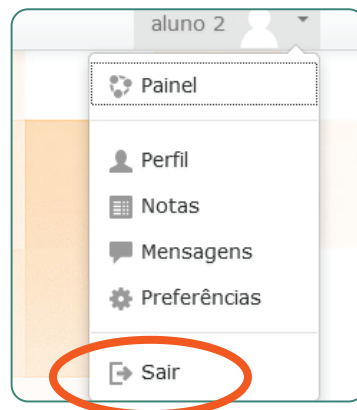 aluno 2
Painel
Perfil
Notas
Mensagens
Preferências
Sair